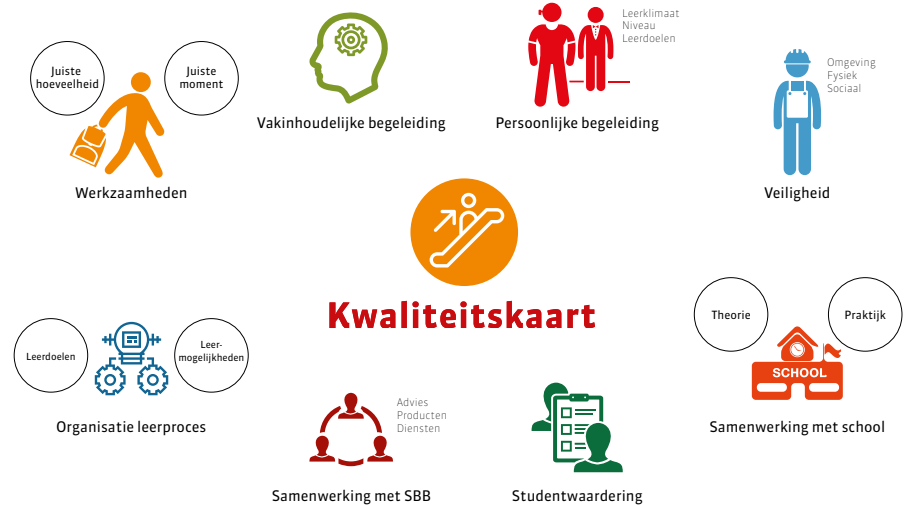 Leerklimaat
Niveau
Leerdoelen
Juiste
hoeveelheid
Juiste
moment
Vakinhoudelijke begeleiding
Persoonlijke begeleiding
Omgeving
Fysiek
Sociaal
Werkzaamheden
Veiligheid
Kwaliteitskaart
Theorie
Praktijk
Leerdoelen
Leer-
mogelijkheden
SCHOOL
Organisatie leerproces
Advies
Producten
Diensten
Samenwerking met school
Samenwerking met SBB
Studentwaardering